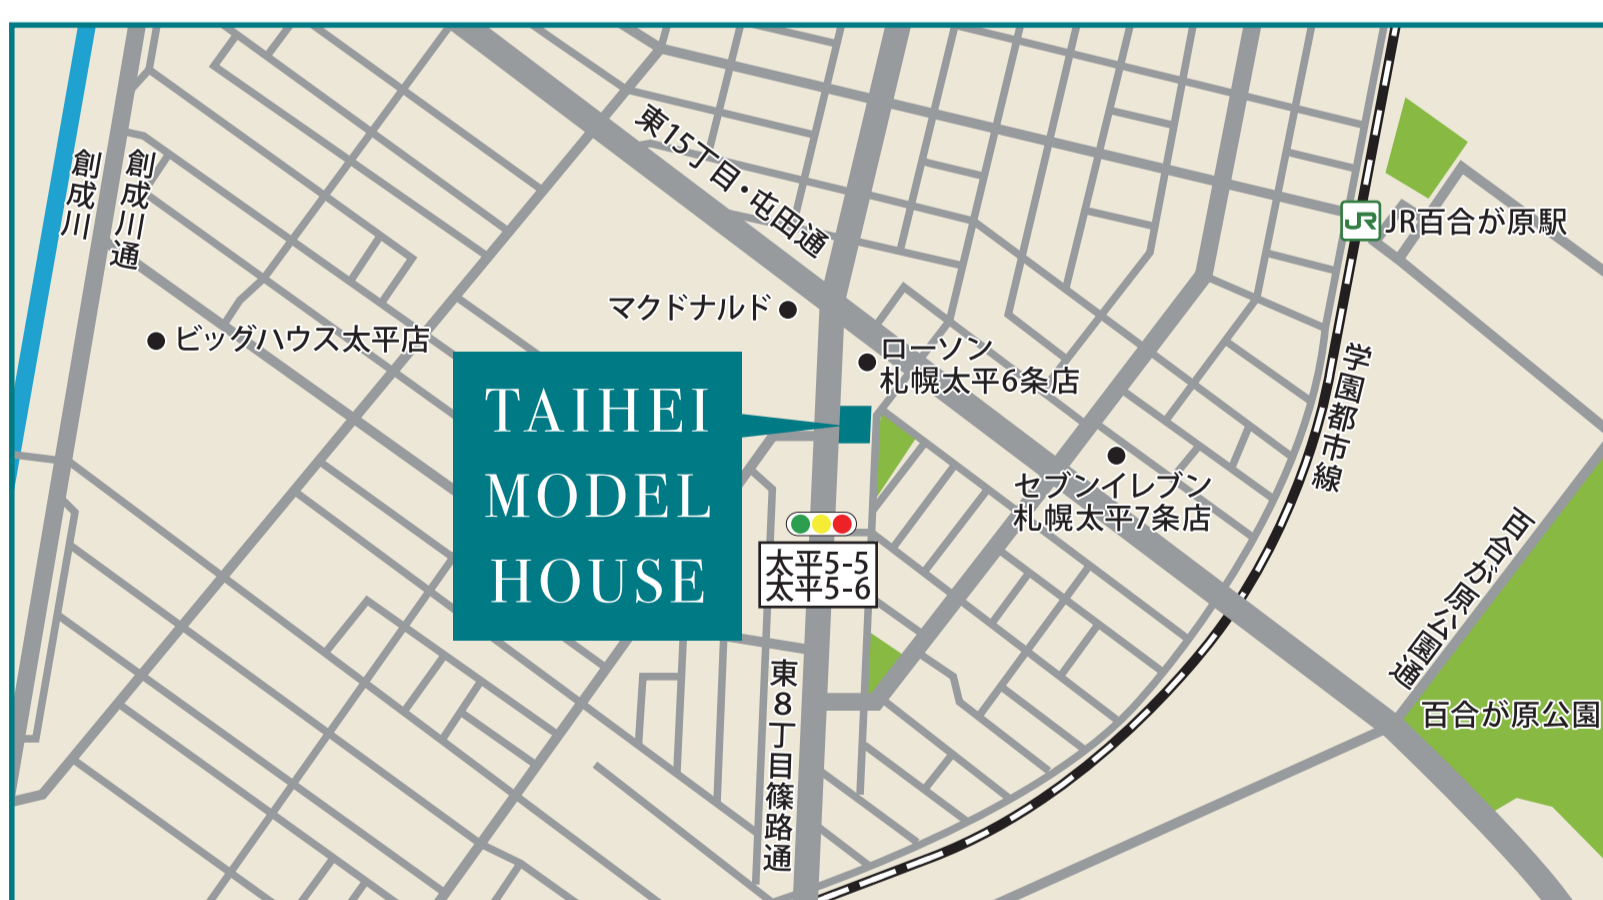 創成川
創成川通
東15丁目・屯田通
JR
JR百合が原駅
マクドナルド
ビッグハウス太平店
ローソン
札幌太平6条店
TAIHEI
MODEL
HOUSE
セブンイレブン
札幌太平7条店
学園都市線
太平5-5
太平5-6
百合が原公園通
東8丁目篠路通
百合が原公園